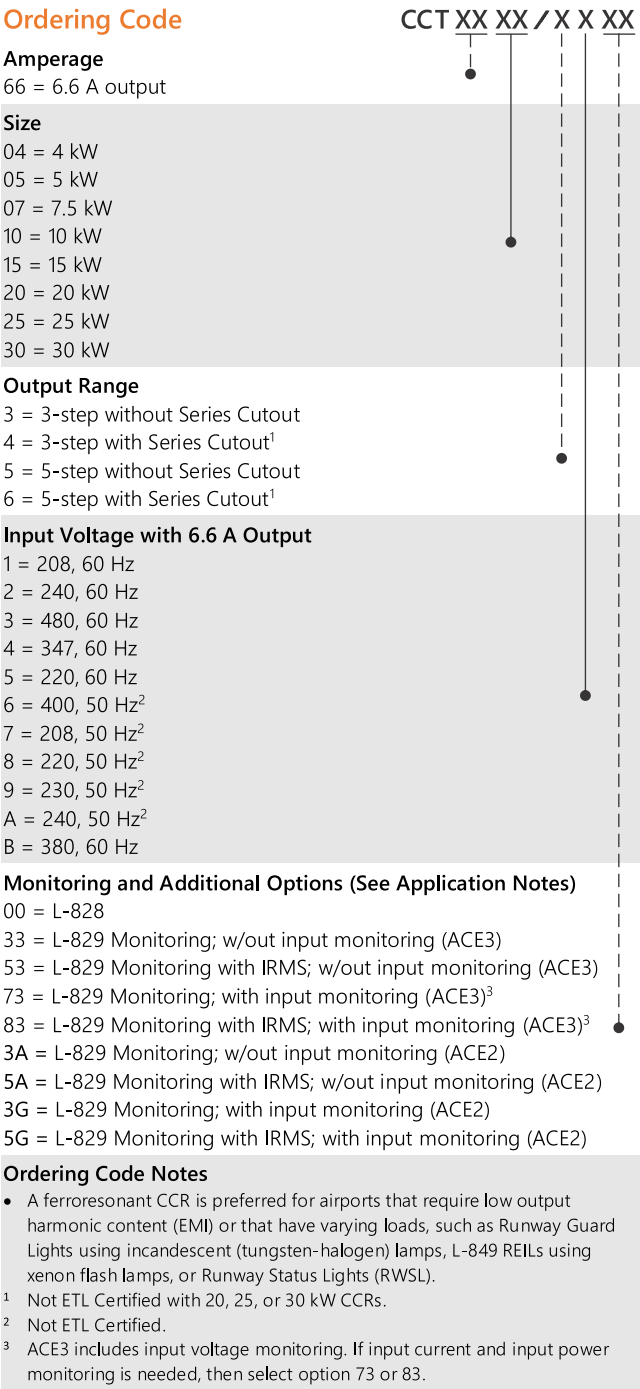 Ordering Code CCT XX XX / X X XX
Amperage
66 = 6.6 A output
Size
04 = 4 kW
05 = 5 kW
07 = 7.5 kW
10 = 10 kW
15 = 15 kW
20 = 20 kW
25 = 25 kW
30 = 30 kW
Output Range
3 = 3-step without Series Cutout
4 = 3-step with Series Cutout¹
5 = 5-step without Series Cutout
6 = 5-step with Series Cutout¹
Input Voltage with 6.6 A Output
1 = 208, 60 Hz
2 = 240, 60 Hz
3 = 480, 60 Hz
4 = 347, 60 Hz
5 = 220, 60 Hz
6 = 400, 50 Hz²
7 = 208, 50 Hz²
8 = 220, 50 Hz²
9 = 230, 50 Hz²
A = 240, 50 Hz²
B = 380, 60 Hz
Monitoring and Additional Options (See Application Notes)
00 = L-828
33 = L-829 Monitoring; w/out input monitoring (ACE3)
53 = L-829 Monitoring with IRMS; w/out input monitoring (ACE3)
73 = L-829 Monitoring; with input monitoring (ACE3)³
83 = L-829 Monitoring with IRMS; with input monitoring (ACE3)³
3A = L-829 Monitoring; w/out input monitoring (ACE2)
5A = L-829 Monitoring with IRMS; w/out input monitoring (ACE2)
3G = L-829 Monitoring; with input monitoring (ACE2)
5G = L-829 Monitoring with IRMS; with input monitoring (ACE2)
Ordering Code Notes
• A ferroresonant CCR is preferred for airports that require low output
harmonic content (EMI) or that have varying loads, such as Runway Guard
Lights using incandescent (tungsten-halogen) lamps, L-849 REILs using
xenon flash lamps, or Runway Status Lights (RWSL).
¹ Not ETL Certified with 20, 25, or 30 kW CCRs.
² Not ETL Certified.
³ ACE3 includes input voltage monitoring. If input current and input power
monitoring is needed, then select option 73 or 83.